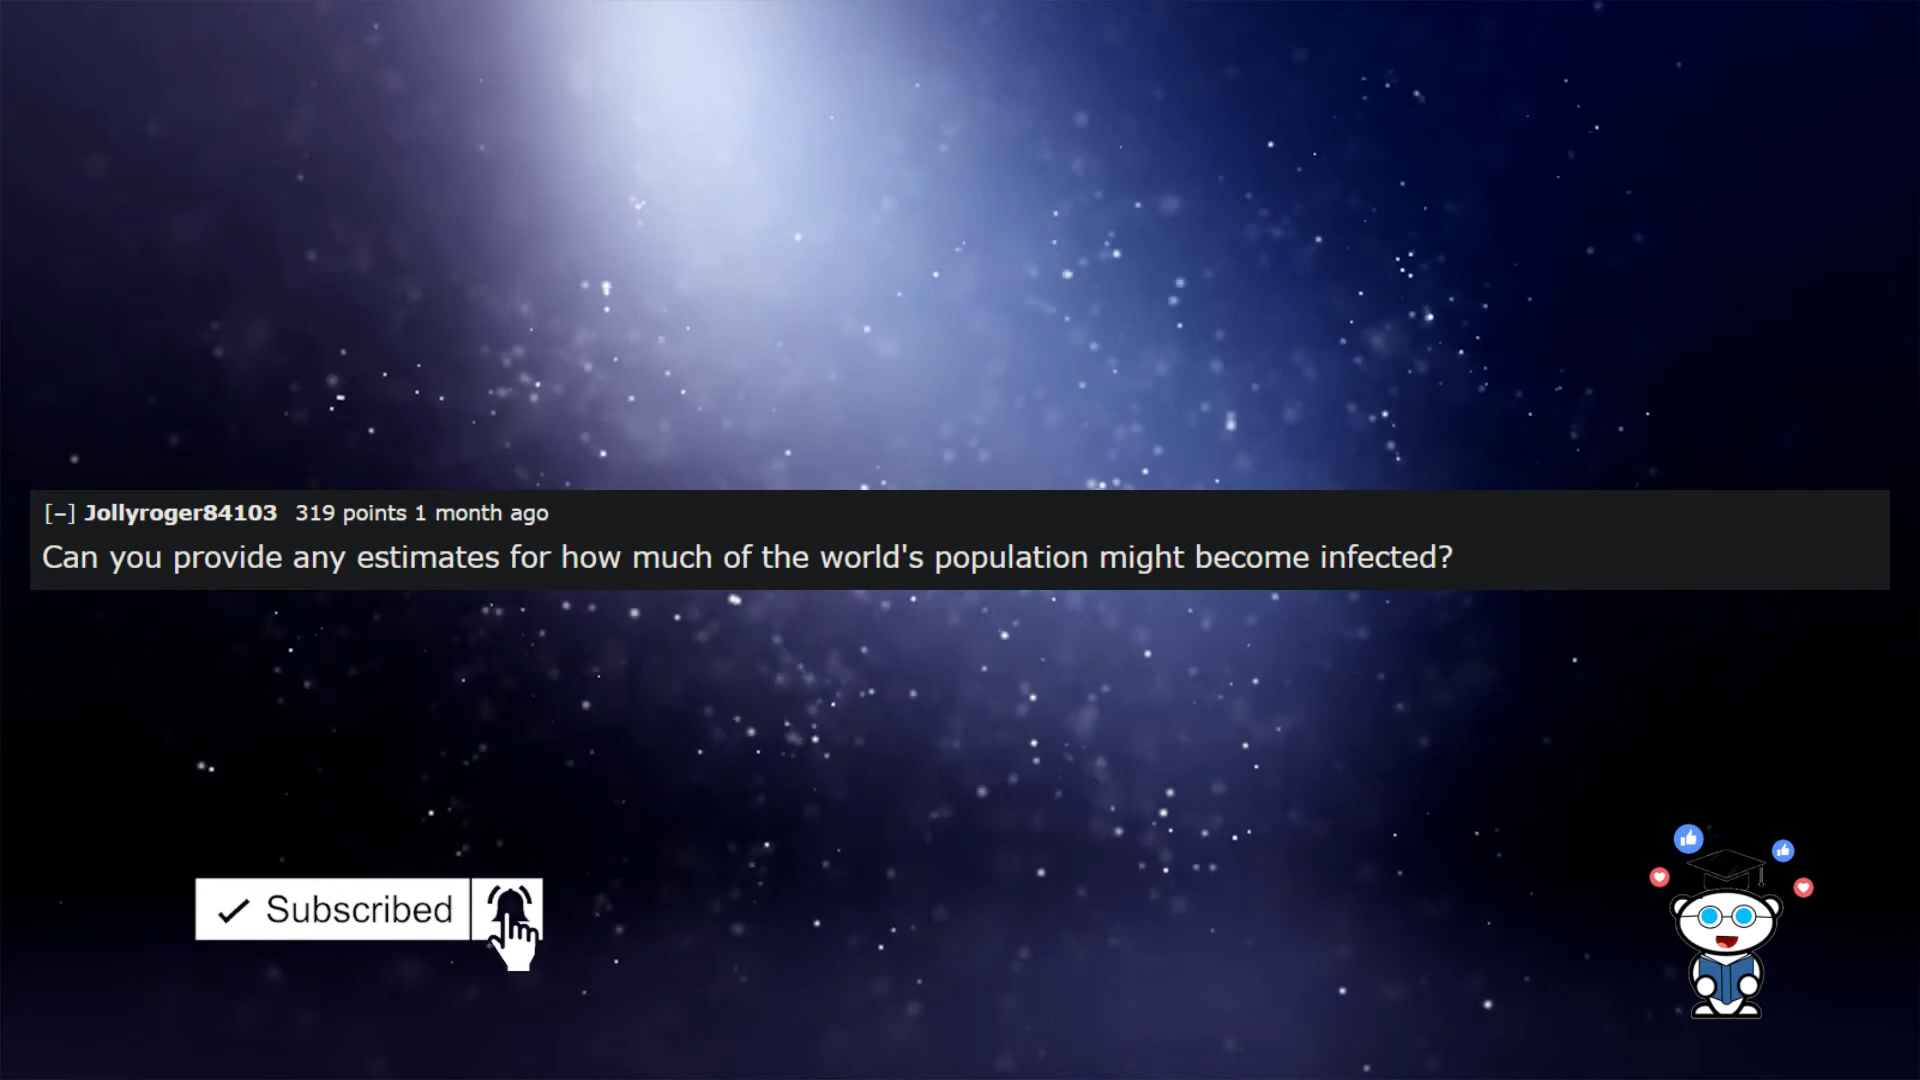 [–] Jollyroger84103 319 points 1 month ago
Can you provide any estimates for how much of the world's population might become infected?
Subscribed